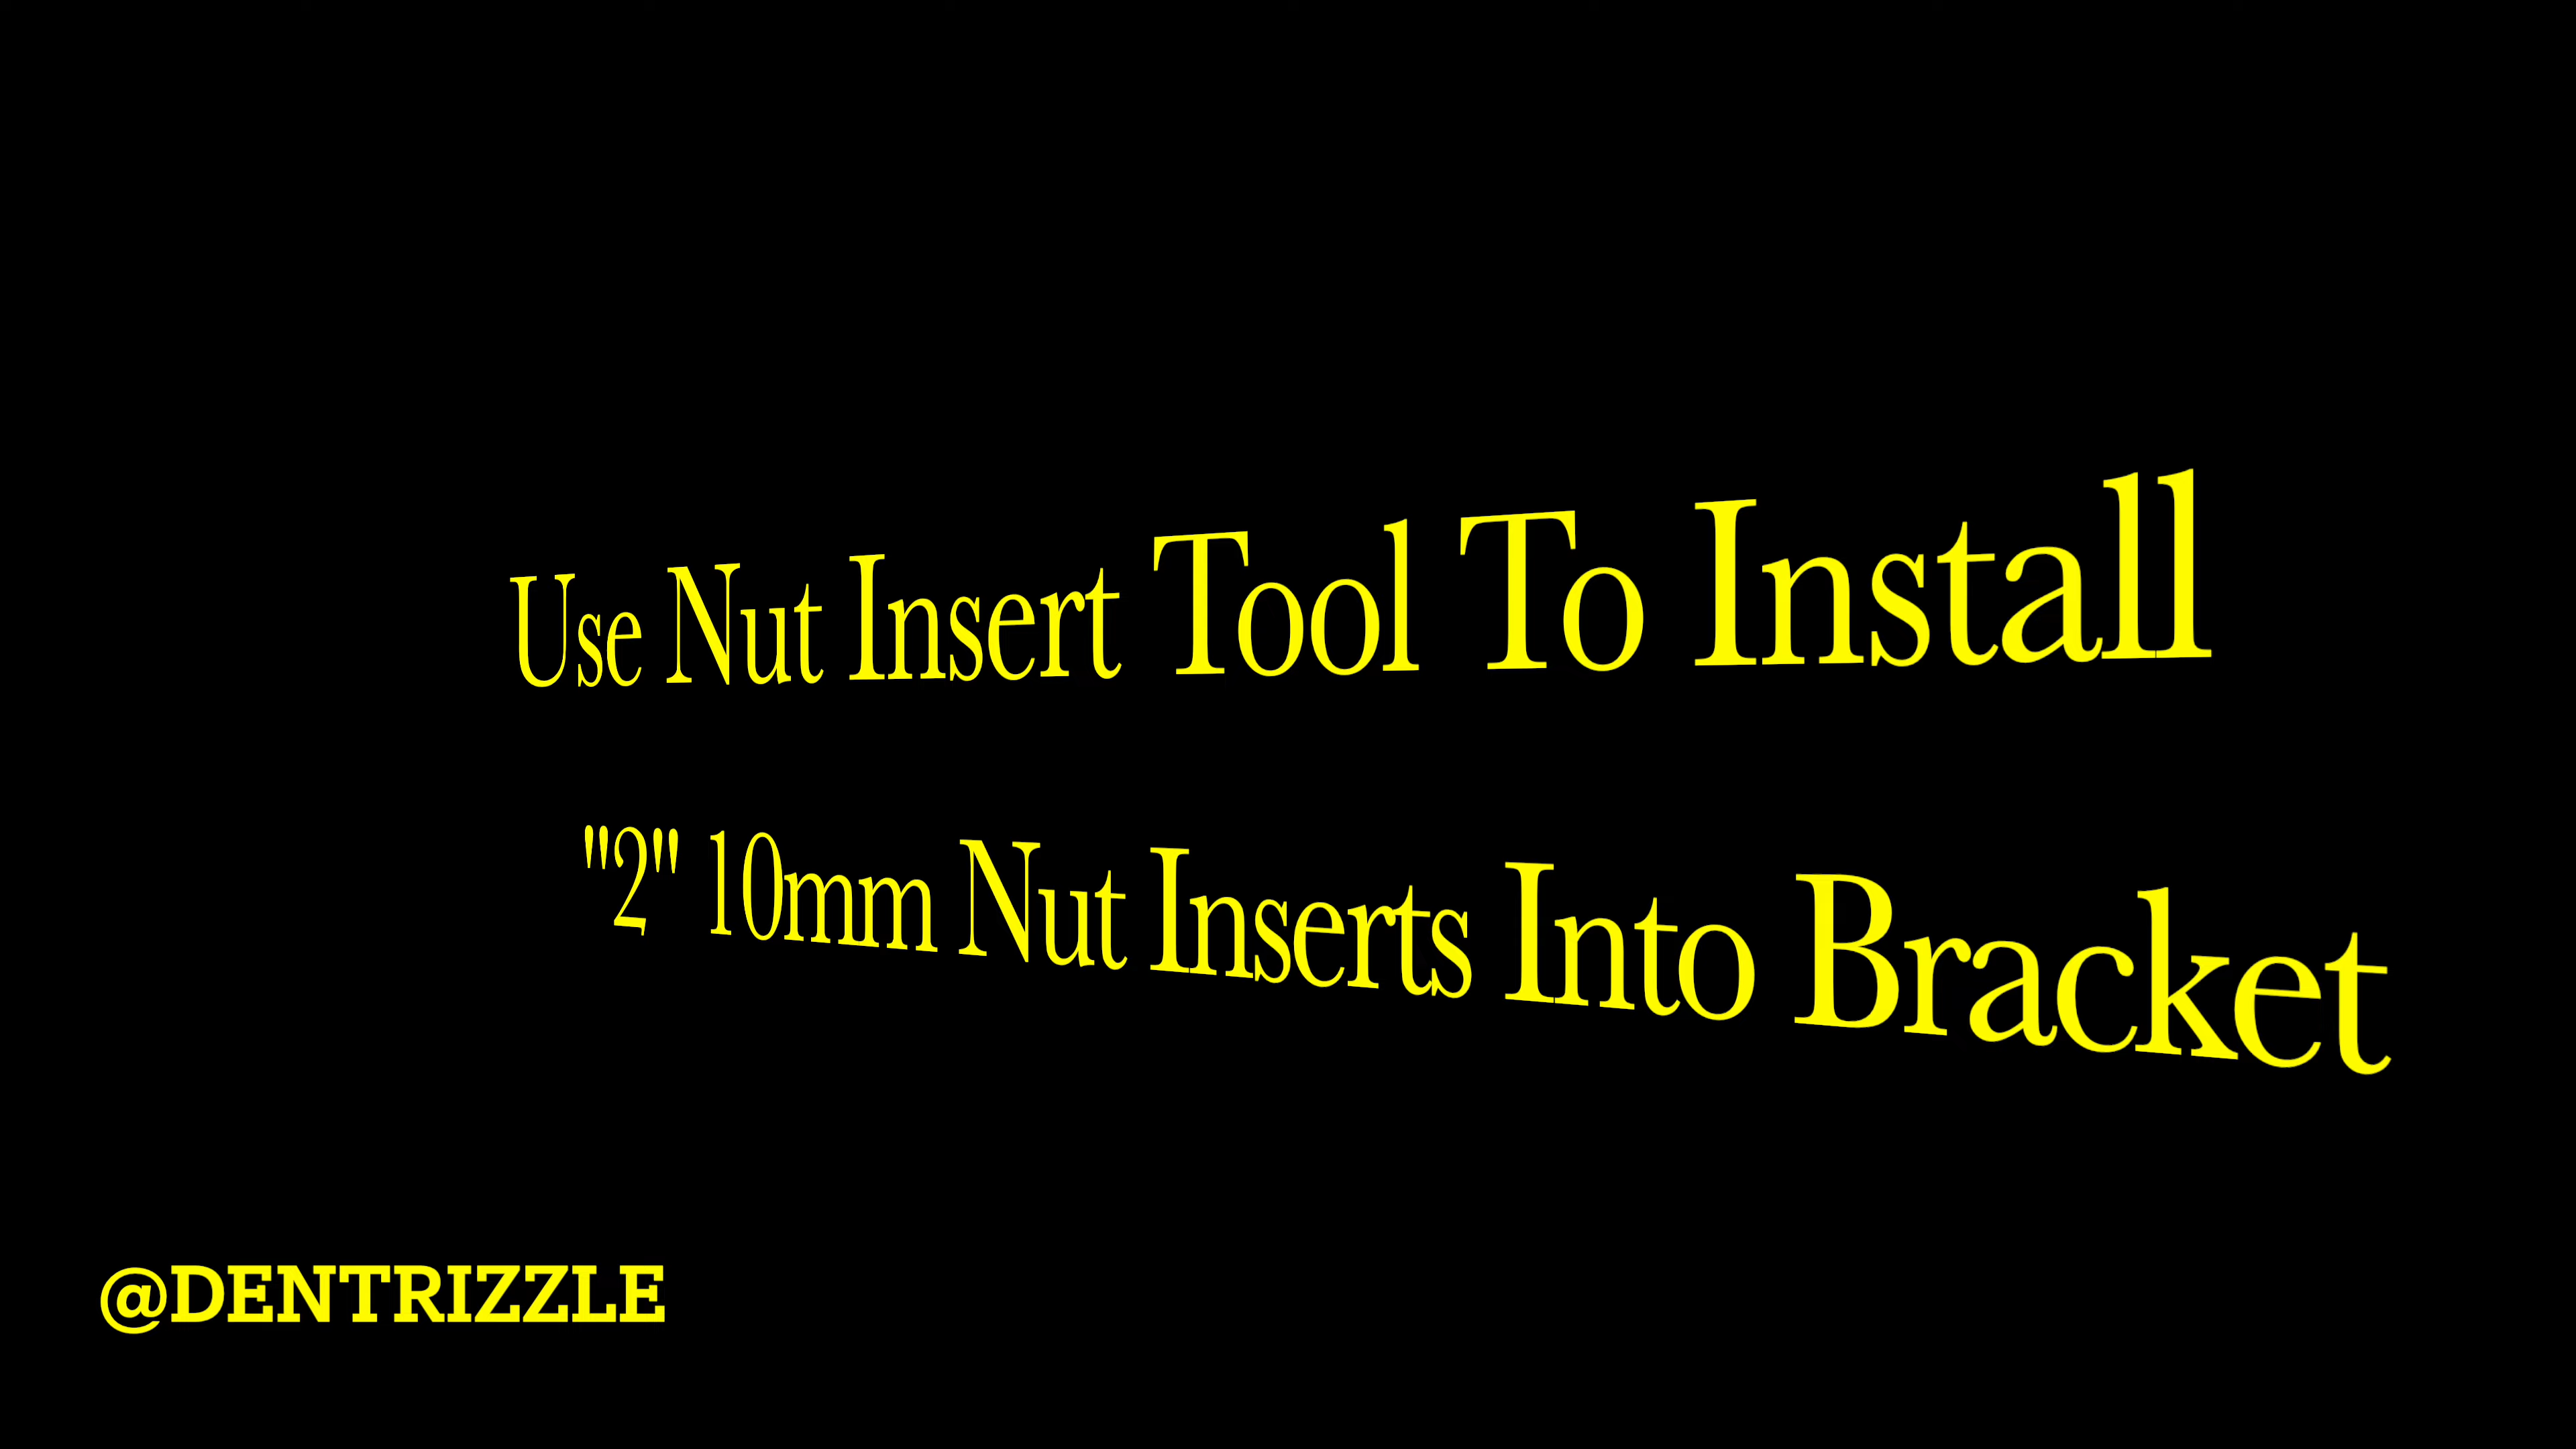 Use Nut Insert Tool To Install
"2" 10mm Nut Inserts Into Bracket
@DENTRIZZLE